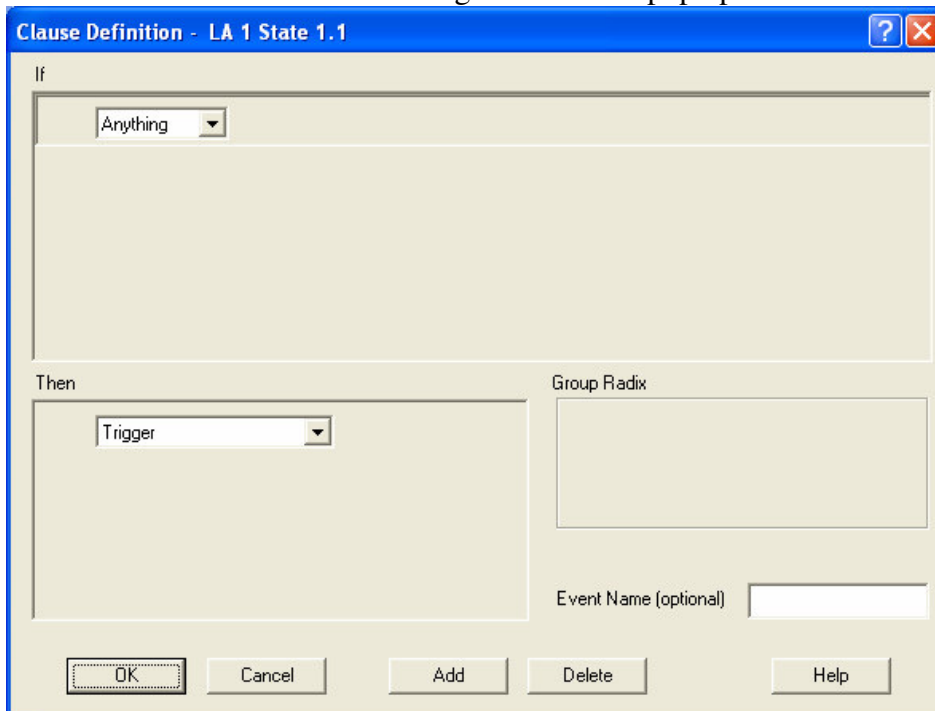 Clause Definition - LA 1 State 1.1
If
Anything
Then
Group Radix
Trigger
Event Name (optional)
OK
Cancel
Add
Delete
Help